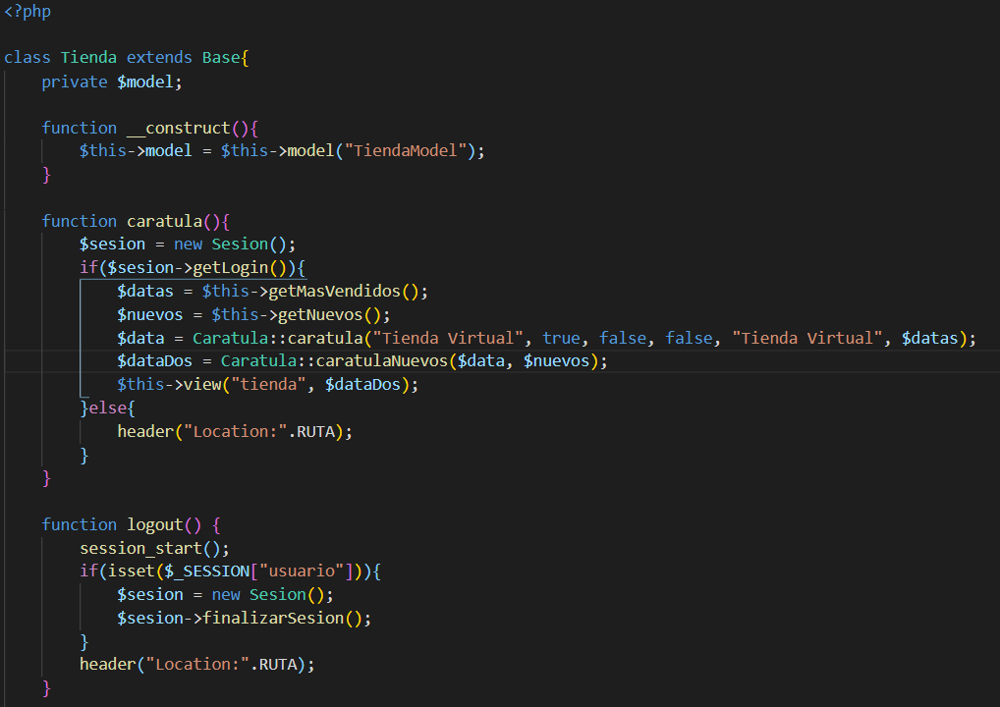 <?php
class Tienda extends Base{
    private $model;
    function __construct(){
        $this->model = $this->model("TiendaModel");
    }
    function caratula(){
        $sesion = new Sesion();
        if($sesion->getLogin()){
            $datas = $this->getMasVendidos();
            $nuevos = $this->getNuevos();
            $data = Caratula::caratula("Tienda Virtual", true, false, false, "Tienda Virtual", $datas);
            $dataDos = Caratula::caratulaNuevos($data, $nuevos);
            $this->view("tienda", $dataDos);
        }else{
            header("Location:".RUTA);
        }
    }
    function logout() {
        session_start();
        if(isset($_SESSION["usuario"])){
            $sesion = new Sesion();
            $sesion->finalizarSesion();
        }
        header("Location:".RUTA);
    }